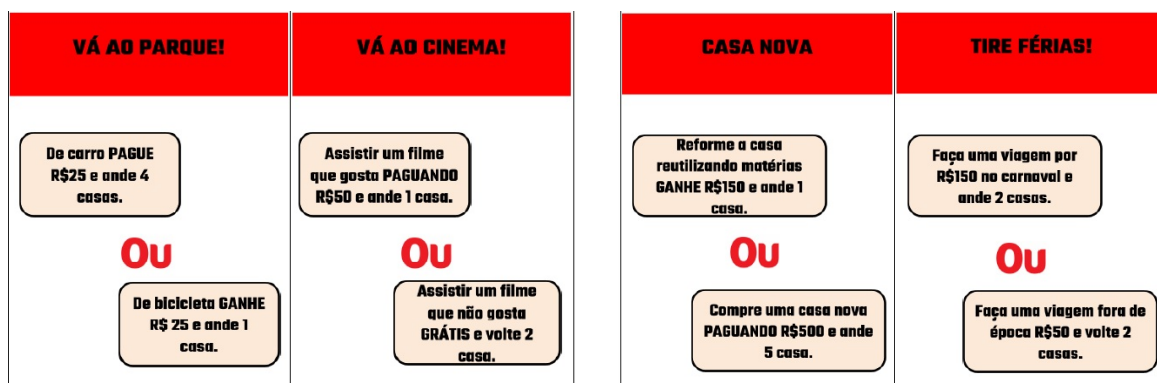 VÁ AO PARQUE!
De carro PAGUE
R$25 e ande 4
casas.
Ou
De bicicleta GANHE
R$ 25 e ande 1
casa.
VÁ AO CINEMA!
Assistir um filme
que gosta PAGUANDO
R$50 e ande 1 casa.
Ou
Assistir um filme
que não gosta
GRÁTIS e volte 2
casa.
CASA NOVA
Reforme a casa
reutilizando matérias
GANHE R$150 e ande 1
casa.
Ou
Compre uma casa nova
PAGUANDO R$500 e ande
5 casa.
TIRE FÉRIAS!
Faça uma viagem por
R$150 no carnaval e
ande 2 casas.
Ou
Faça uma viagem fora de
época R$50 e volte 2
casas.